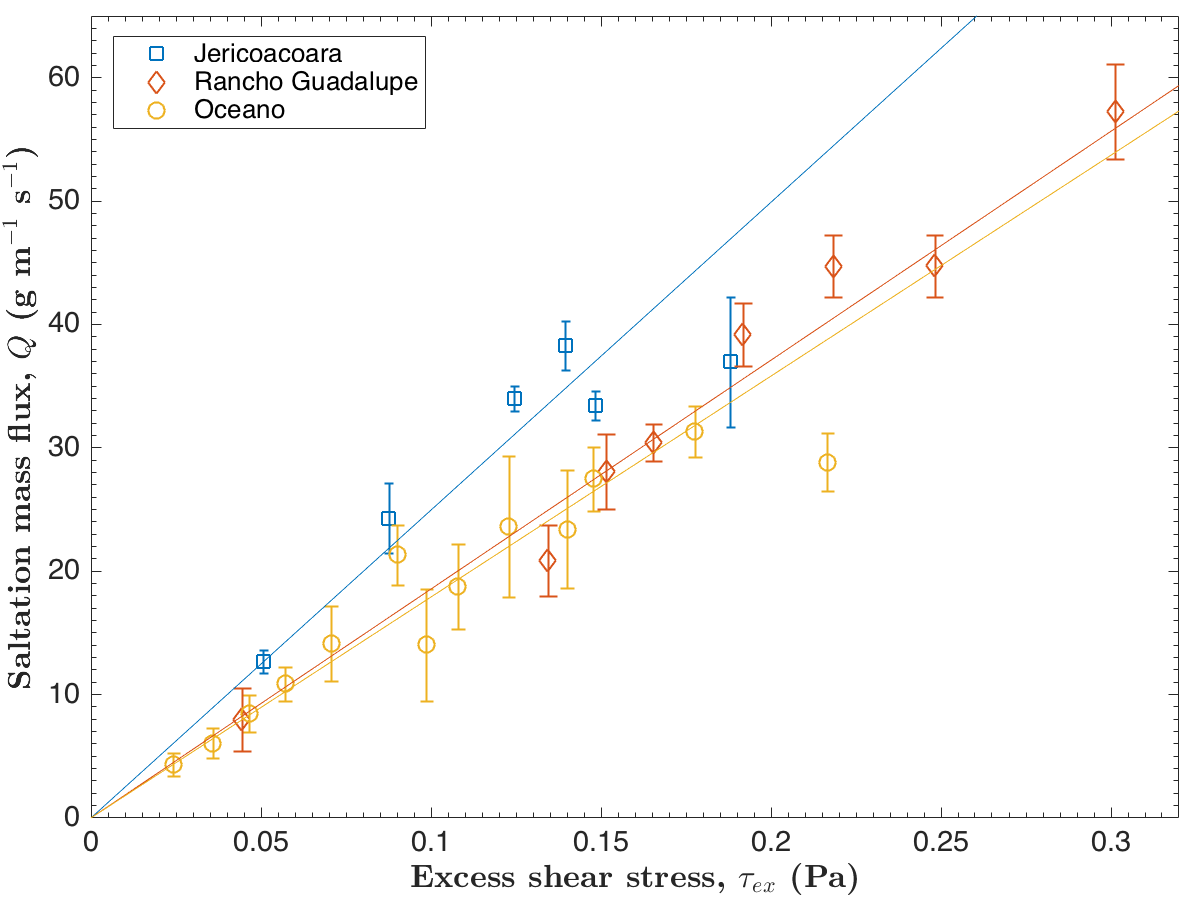 Jericoacoara
Rancho Guadalupe
Oceano
60
50
40
30
20
10
0
Saltation mass flux, Q (g m⁻¹ s⁻¹)
0 0.05 0.1 0.15 0.2 0.25 0.3
Excess shear stress, τₑₓ (Pa)